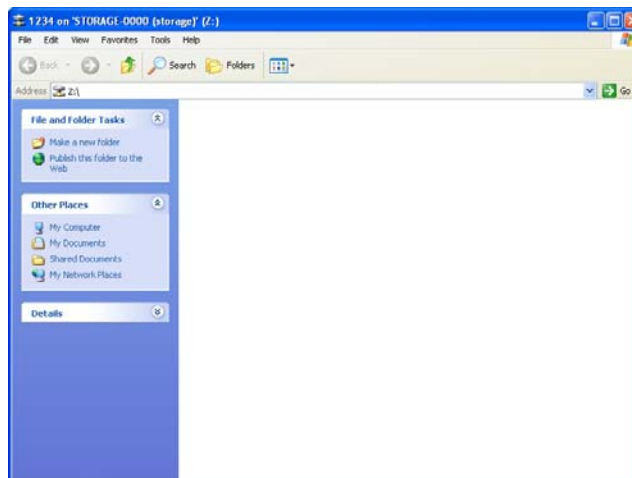 1234 on 'STORAGE-0000 (storage)' (Z:)
File Edit View Favorites Tools Help
Back Search Folders
Address Z:\ Go
File and Folder Tasks
Make a new folder
Publish this folder to the
Web
Other Places
My Computer
My Documents
Shared Documents
My Network Places
Details